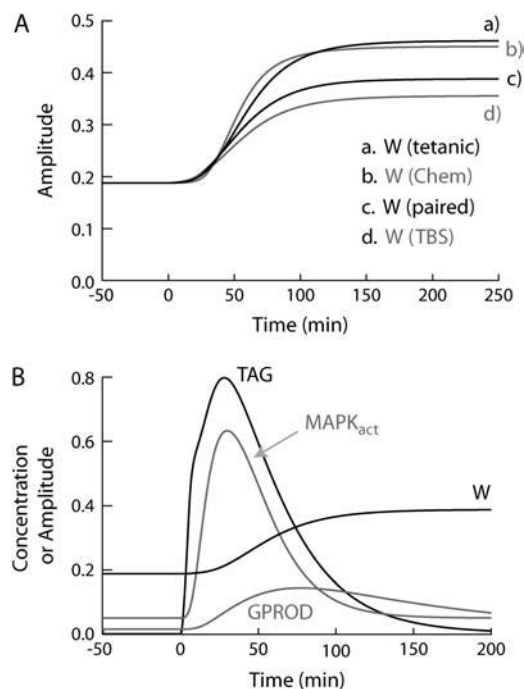 A
0.5
a)
b)
0.4
c)
d)
0.3
Amplitude
a. W (tetanic)
0.2
b. W (Chem)
c. W (paired)
0.1
d. W (TBS)
0.0
-50 0 50 100 150 200 250
Time (min)
B
TAG
0.8
MAPKact
0.6
Concentration
or Amplitude
W
0.4
0.2
GPROD
0.0
-50 0 50 100 150 200
Time (min)